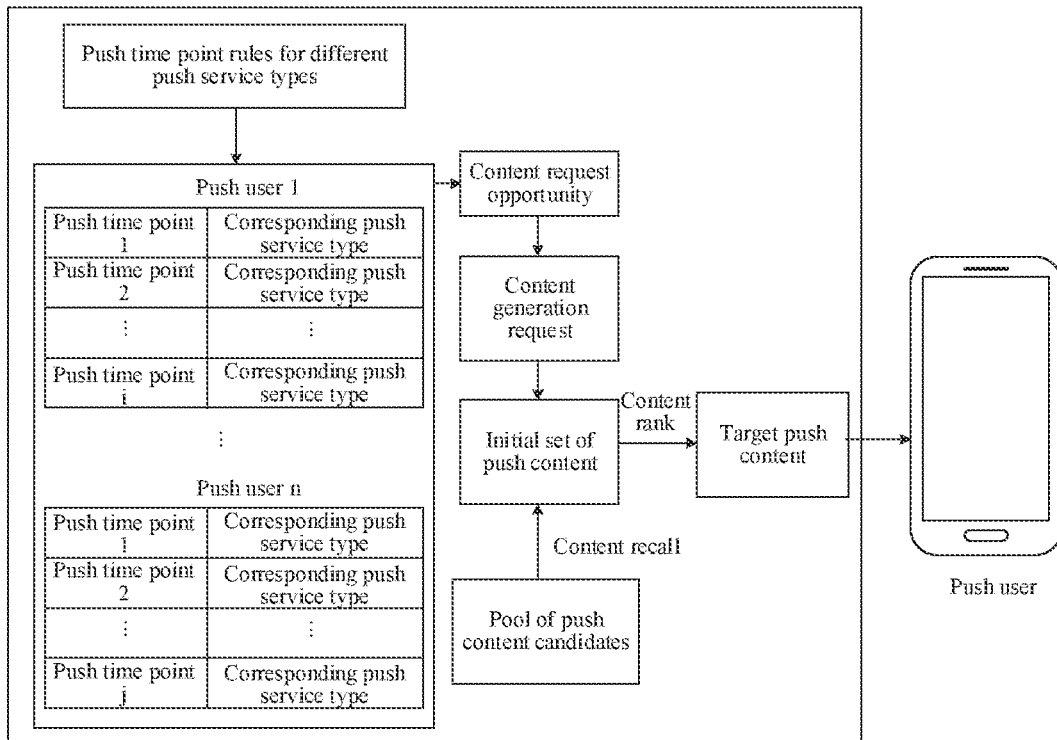 Push time point rules for different
push service types
Push user 1
Push time point
1
Corresponding push
service type
Push time point
2
Corresponding push
service type
⋮
⋮
Push time point
i
Corresponding push
service type
⋮
Push user n
Push time point
1
Corresponding push
service type
Push time point
2
Corresponding push
service type
⋮
⋮
Push time point
j
Corresponding push
service type
Content request
opportunity
Content
generation
request
Initial set of
push content
Content
rank
Target push
content
Content recall
Pool of push
content candidates
Push user